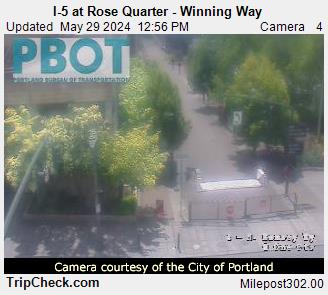 I-5 at Rose Quarter - Winning Way
Updated  May 29 2024  12:56 PM  Camera  4
PBOT
PORTLAND BUREAU OF TRANSPORTATION
Camera courtesy of the City of Portland
TripCheck.com  Milepost302.00